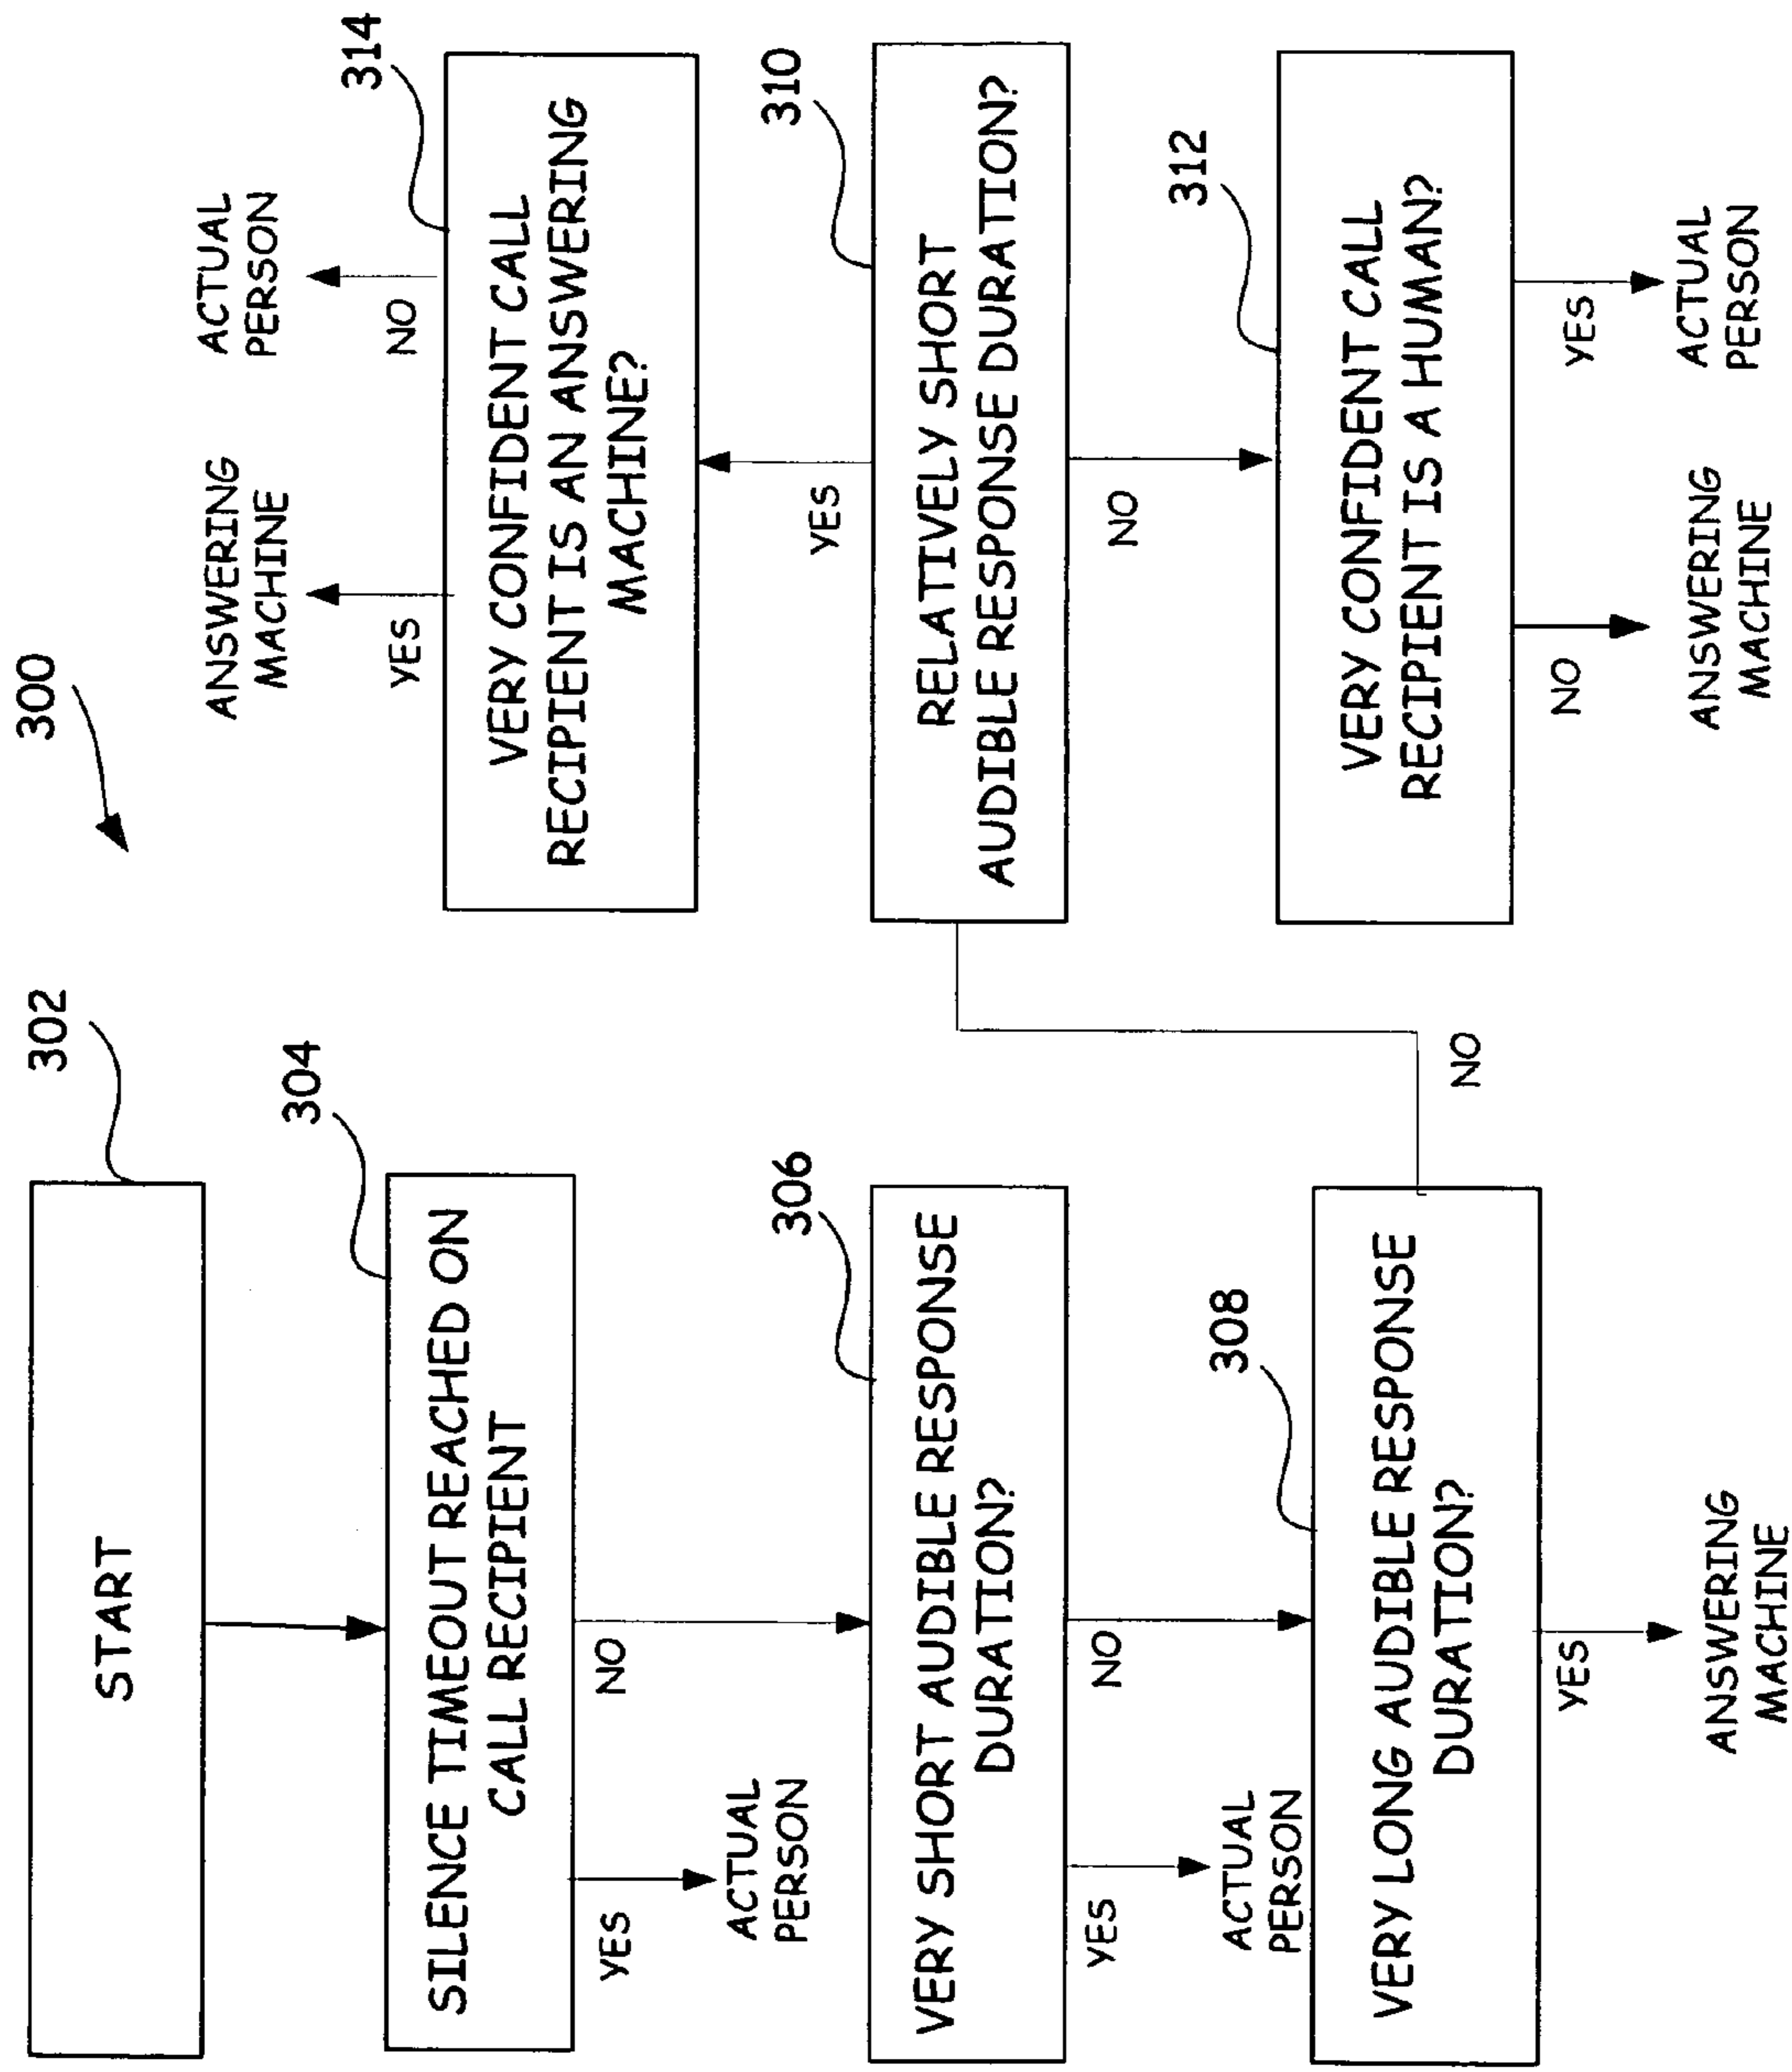 300
302
START
304
SILENCE TIMEOUT REACHED ON
CALL RECIPIENT
YES
NO
ACTUAL
PERSON
306
VERY SHORT AUDIBLE RESPONSE
DURATION?
YES
NO
ACTUAL
PERSON
308
VERY LONG AUDIBLE RESPONSE
DURATION?
YES
NO
ANSWERING
MACHINE
ANSWERING
MACHINE
ACTUAL
PERSON
YES
NO
314
VERY CONFIDENT CALL
RECIPIENT IS AN ANSWERING
MACHINE?
YES
310
RELATIVELY SHORT
AUDIBLE RESPONSE DURATION?
NO
312
VERY CONFIDENT CALL
RECIPIENT IS A HUMAN?
NO
YES
ANSWERING
MACHINE
ACTUAL
PERSON